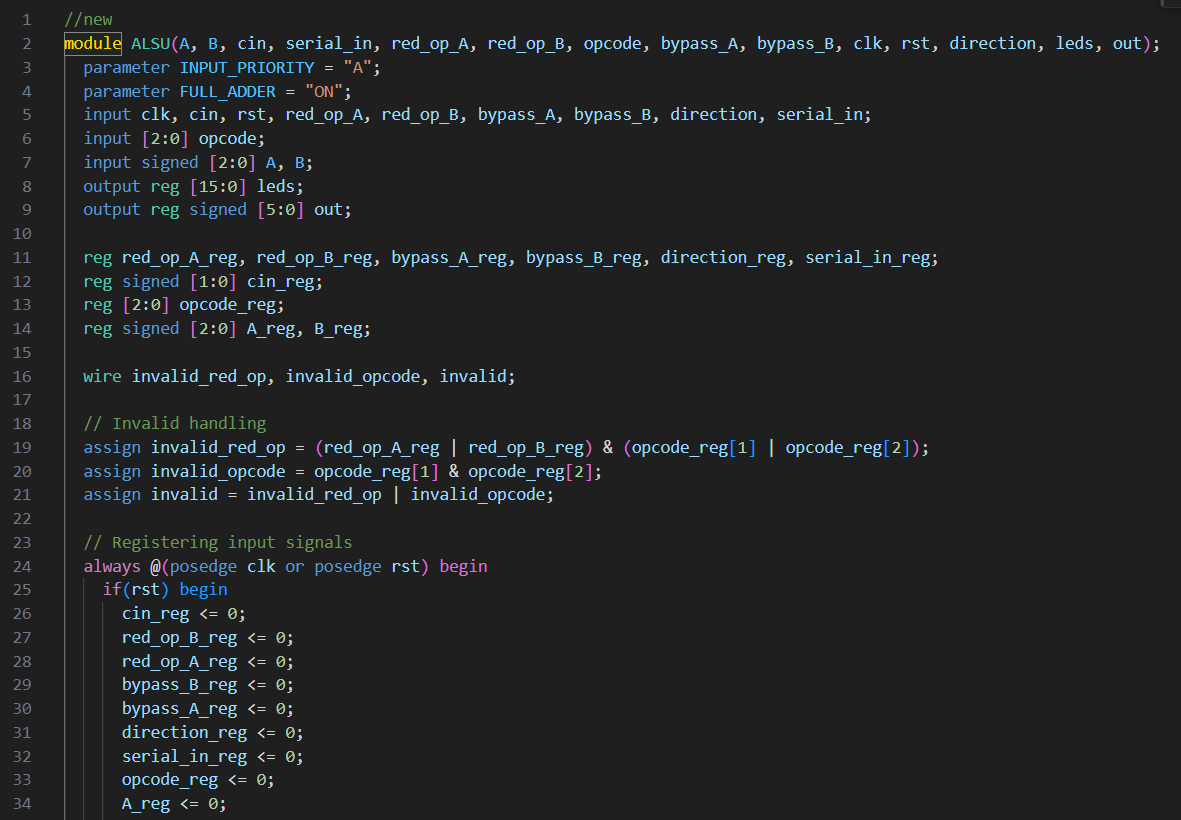 1 //new
2 module ALSU(A, B, cin, serial_in, red_op_A, red_op_B, opcode, bypass_A, bypass_B, clk, rst, direction, leds, out);
3 parameter INPUT_PRIORITY = "A";
4 parameter FULL_ADDER = "ON";
5 input clk, cin, rst, red_op_A, red_op_B, bypass_A, bypass_B, direction, serial_in;
6 input [2:0] opcode;
7 input signed [2:0] A, B;
8 output reg [15:0] leds;
9 output reg signed [5:0] out;
10
11 reg red_op_A_reg, red_op_B_reg, bypass_A_reg, bypass_B_reg, direction_reg, serial_in_reg;
12 reg signed [1:0] cin_reg;
13 reg [2:0] opcode_reg;
14 reg signed [2:0] A_reg, B_reg;
15
16 wire invalid_red_op, invalid_opcode, invalid;
17
18 // Invalid handling
19 assign invalid_red_op = (red_op_A_reg | red_op_B_reg) & (opcode_reg[1] | opcode_reg[2]);
20 assign invalid_opcode = opcode_reg[1] & opcode_reg[2];
21 assign invalid = invalid_red_op | invalid_opcode;
22
23 // Registering input signals
24 always @(posedge clk or posedge rst) begin
25 if(rst) begin
26 cin_reg <= 0;
27 red_op_B_reg <= 0;
28 red_op_A_reg <= 0;
29 bypass_B_reg <= 0;
30 bypass_A_reg <= 0;
31 direction_reg <= 0;
32 serial_in_reg <= 0;
33 opcode_reg <= 0;
34 A_reg <= 0;